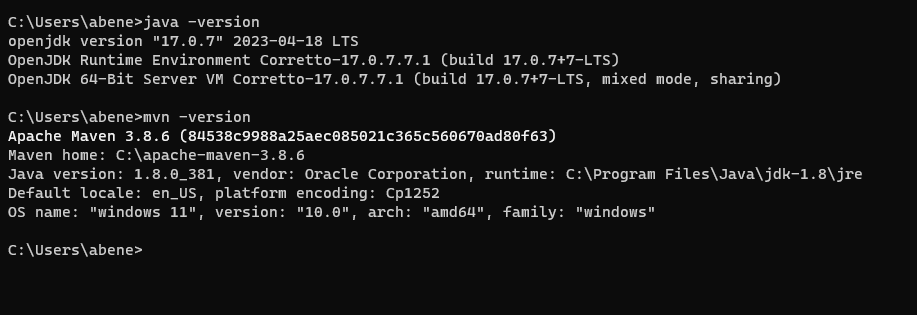 C:\Users\abene>java -version
openjdk version "17.0.7" 2023-04-18 LTS
OpenJDK Runtime Environment Corretto-17.0.7.7.1 (build 17.0.7+7-LTS)
OpenJDK 64-Bit Server VM Corretto-17.0.7.7.1 (build 17.0.7+7-LTS, mixed mode, sharing)
C:\Users\abene>mvn -version
Apache Maven 3.8.6 (84538c9988a25aec085021c365c560670ad80f63)
Maven home: C:\apache-maven-3.8.6
Java version: 1.8.0_381, vendor: Oracle Corporation, runtime: C:\Program Files\Java\jdk-1.8\jre
Default locale: en_US, platform encoding: Cp1252
OS name: "windows 11", version: "10.0", arch: "amd64", family: "windows"
C:\Users\abene>